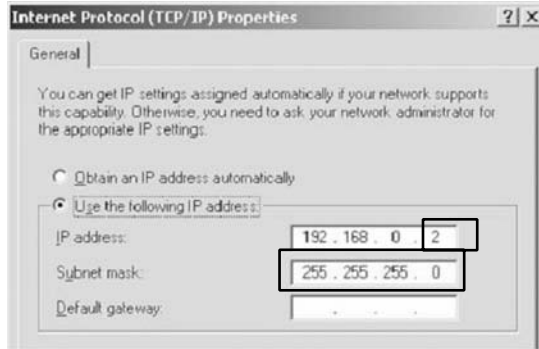 Internet Protocol (TCP/IP) Properties ? X
General
You can get IP settings assigned automatically if your network supports
this capability. Otherwise, you need to ask your network administrator for
the appropriate IP settings.
Obtain an IP address automatically
Use the following IP address:
IP address: 192 . 168 . 0 . 2
Subnet mask: 255 . 255 . 255 . 0
Default gateway: . . .